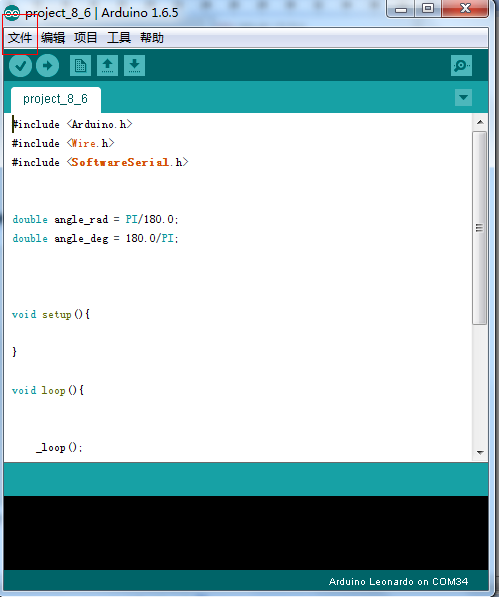 project_8_6 | Arduino 1.6.5
文件 编辑 项目 工具 帮助
project_8_6
#include <Arduino.h>
#include <Wire.h>
#include <SoftwareSerial.h>
double angle_rad = PI/180.0;
double angle_deg = 180.0/PI;
void setup(){
}
void loop(){
_loop();
Arduino Leonardo on COM34